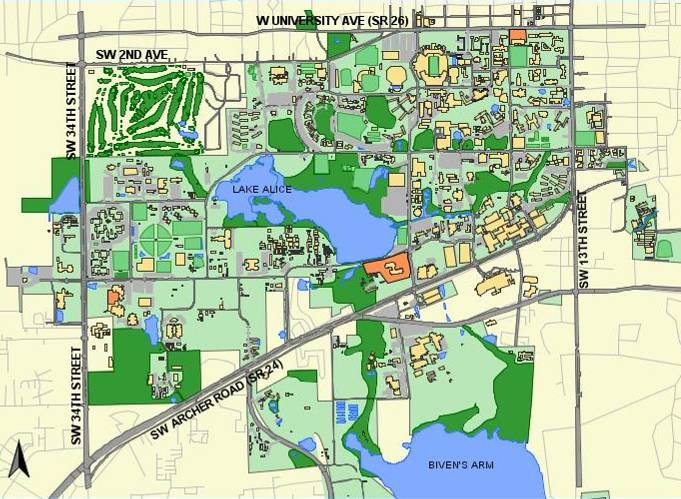 W UNIVERSITY AVE (SR 26)
SW 2ND AVE
SW 34TH STREET
LAKE ALICE
SW 13TH STREET
SW 34TH STREET
SW ARCHER ROAD (SR 24)
BIVEN'S ARM